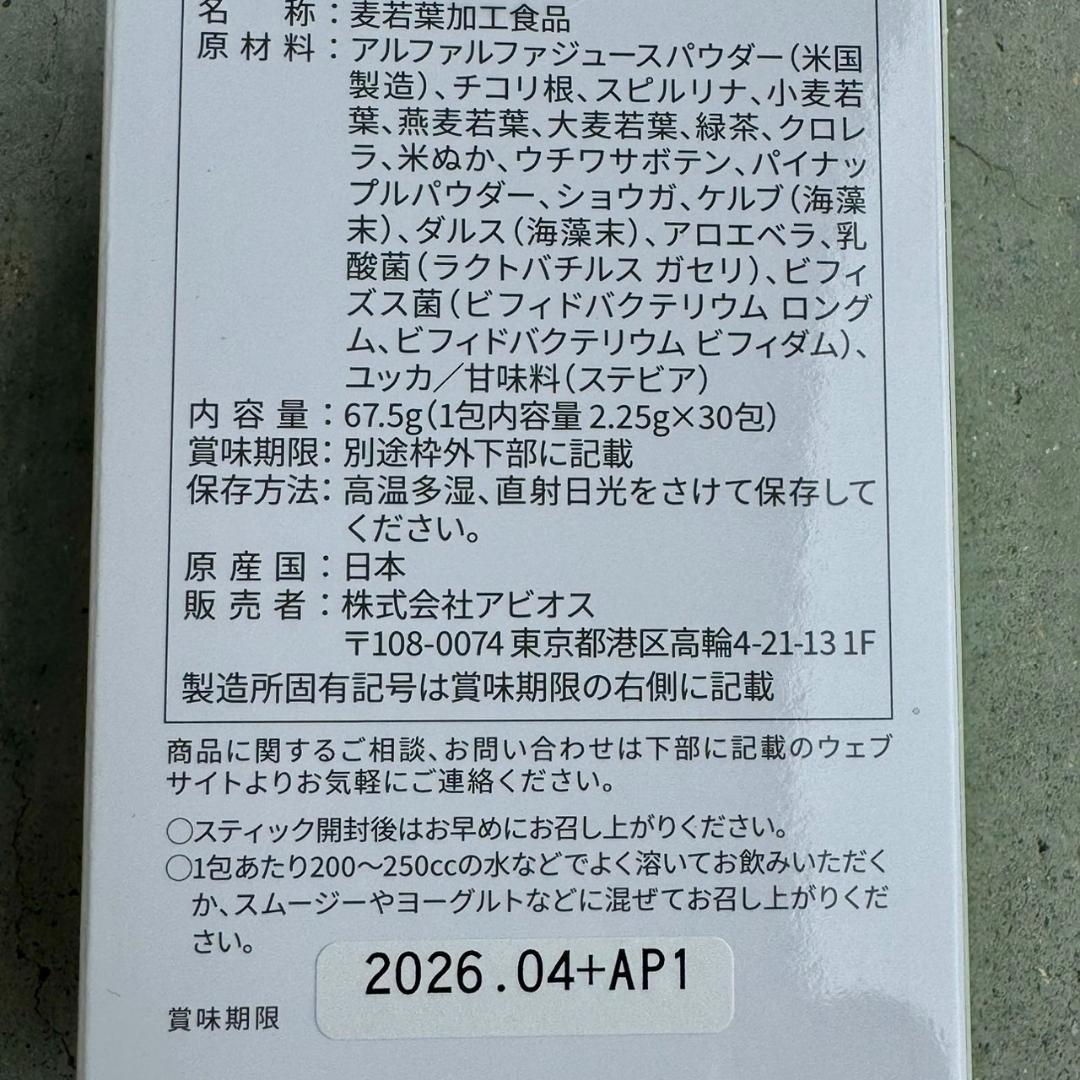 名称：麦若葉加工食品
原材料：アルファルファジュースパウダー（米国
製造）、チコリ根、スピルリナ、小麦若
葉、燕麦若葉、大麦若葉、緑茶、クロレ
ラ、米ぬか、ウチワサボテン、パイナッ
プルパウダー、ショウガ、ケルプ（海藻
末）、ダルス（海藻末）、アロエベラ、乳
酸菌（ラクトバチルス ガセリ）、ビフィ
ズス菌（ビフィドバクテリウム ロング
ム、ビフィドバクテリウム ビフィダム）、
ユッカ／甘味料（ステビア）
内容量：67.5g（1包内容量 2.25g×30包）
賞味期限：別途枠外下部に記載
保存方法：高温多湿、直射日光をさけて保存して
ください。
原産国：日本
販売者：株式会社アビオス
〒108-0074 東京都港区高輪4-21-13 1F
製造所固有記号は賞味期限の右側に記載
商品に関するご相談、お問い合わせは下部に記載のウェブ
サイトよりお気軽にご連絡ください。
○スティック開封後はお早めにお召し上がりください。
○1包あたり200〜250ccの水などでよく溶いてお飲みいただく
か、スムージーやヨーグルトなどに混ぜてお召し上がりくだ
さい。
賞味期限 2026.04+AP1